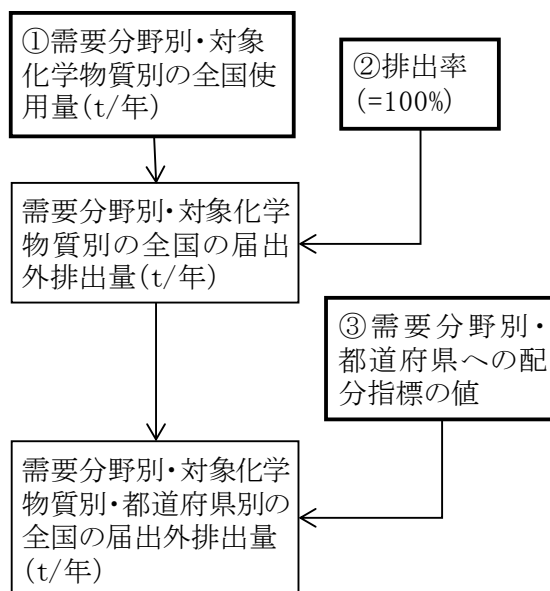 ①需要分野別・対象
化学物質別の全国使
用量(t/年)
②排出率
(=100%)
需要分野別・対象化学
物質別の全国の届出
外排出量(t/年)
③需要分野別・
都道府県への配
分指標の値
需要分野別・対象化学
物質別・都道府県別の
全国の届出外排出量
(t/年)